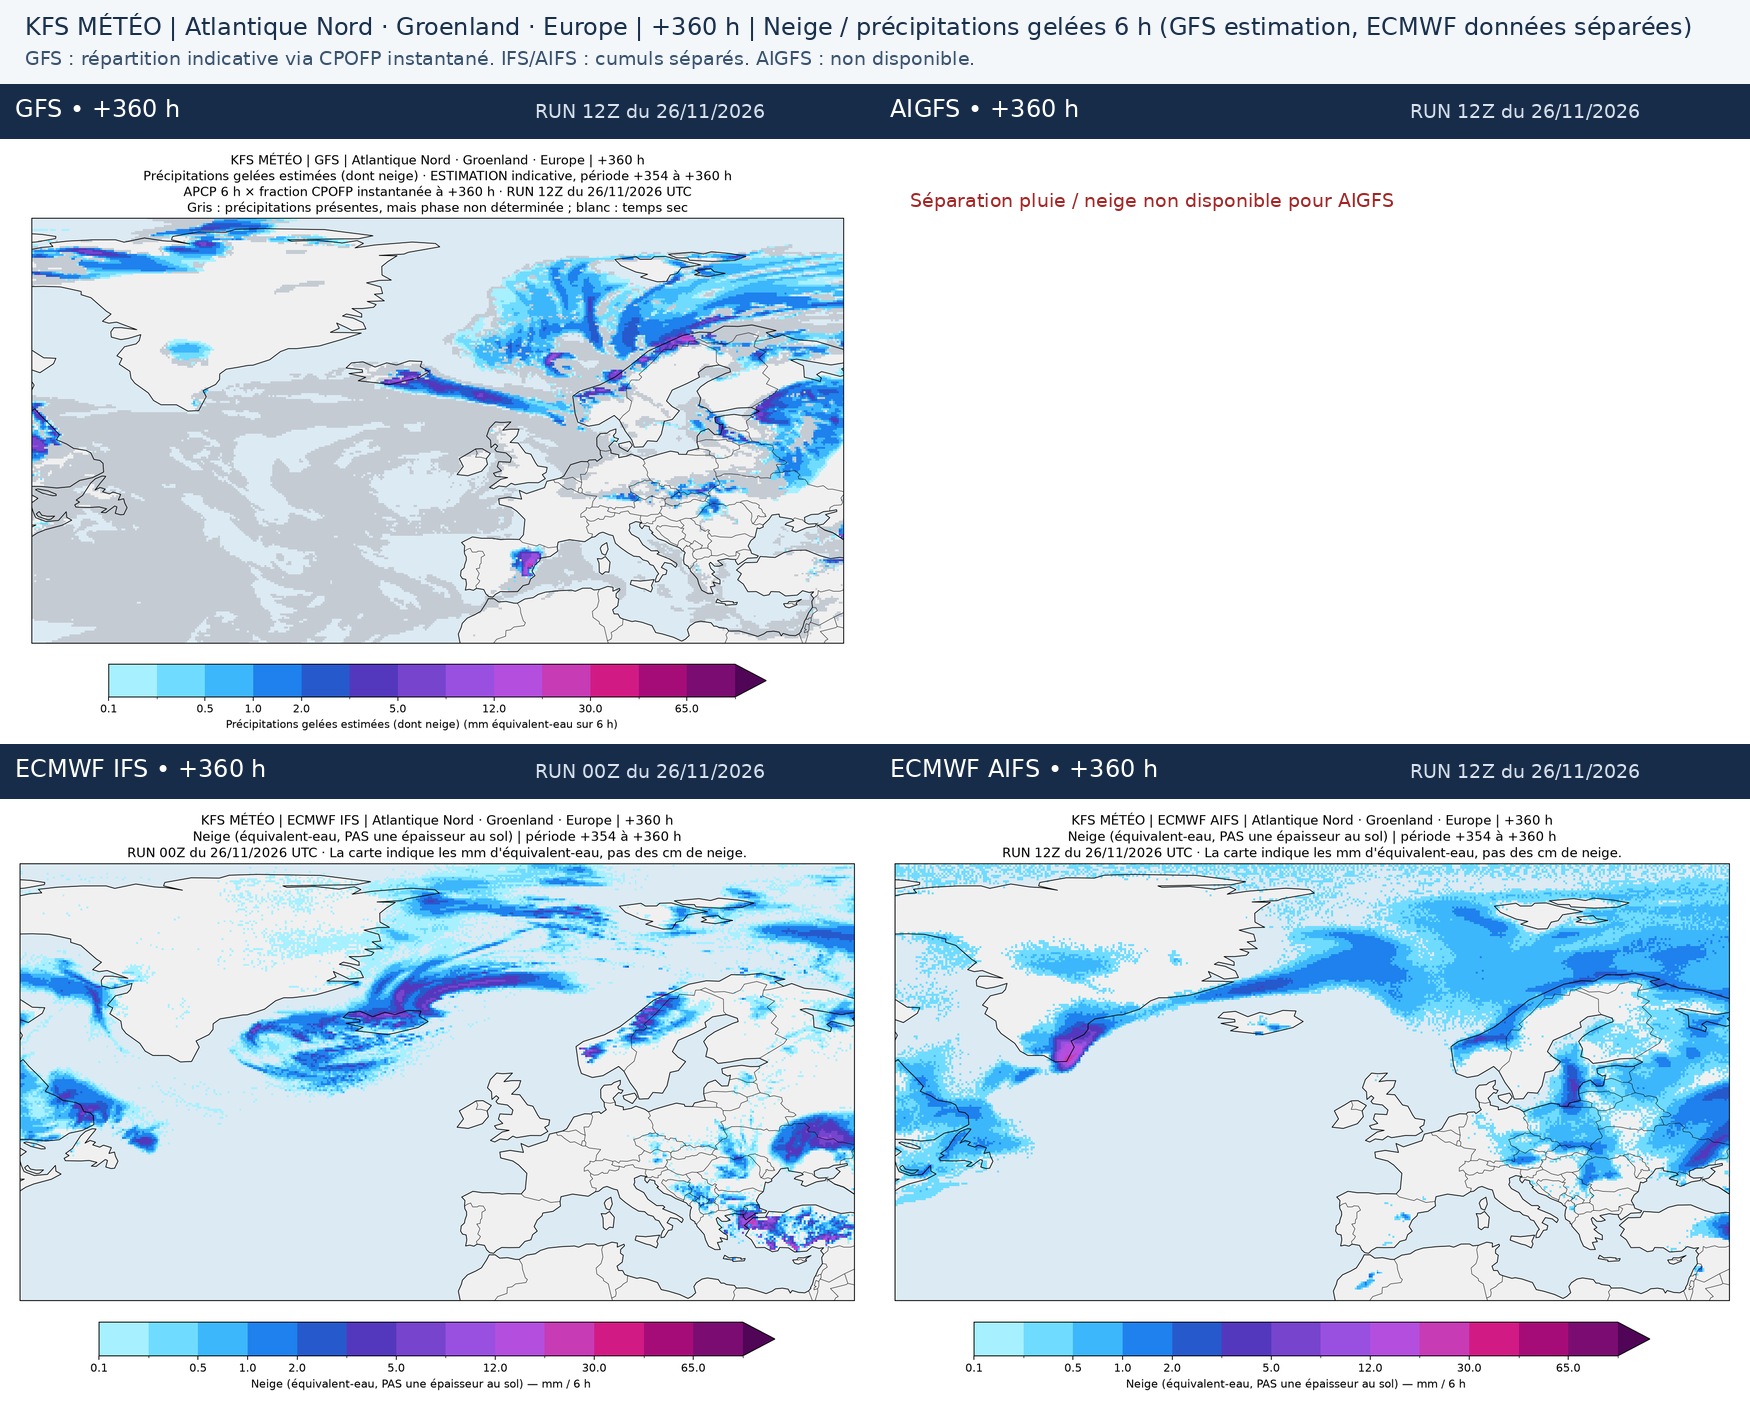 KFS MÉTÉO | Atlantique Nord · Groenland · Europe | +360 h | Neige / précipitations gelées 6 h (GFS estimation, ECMWF données séparées)
GFS : répartition indicative via CPOFP instantané. IFS/AIFS : cumuls séparés. AIGFS : non disponible.
GFS • +360 h
RUN 12Z du 26/11/2026
AIGFS • +360 h
RUN 12Z du 26/11/2026
KFS MÉTÉO | GFS | Atlantique Nord · Groenland · Europe | +360 h
Précipitations gelées estimées (dont neige) · ESTIMATION indicative, période +354 à +360 h
APCP 6 h × fraction CPOFP instantanée à +360 h · RUN 12Z du 26/11/2026 UTC
Gris : précipitations présentes, mais phase non déterminée ; blanc : temps sec
Séparation pluie / neige non disponible pour AIGFS
0.1 0.5 1.0 2.0 5.0 12.0 30.0 65.0
Précipitations gelées estimées (dont neige) (mm équivalent-eau sur 6 h)
ECMWF IFS • +360 h
RUN 00Z du 26/11/2026
ECMWF AIFS • +360 h
RUN 12Z du 26/11/2026
KFS MÉTÉO | ECMWF IFS | Atlantique Nord · Groenland · Europe | +360 h
Neige (équivalent-eau, PAS une épaisseur au sol) | période +354 à +360 h
RUN 00Z du 26/11/2026 UTC · La carte indique les mm d'équivalent-eau, pas des cm de neige.
KFS MÉTÉO | ECMWF AIFS | Atlantique Nord · Groenland · Europe | +360 h
Neige (équivalent-eau, PAS une épaisseur au sol) | période +354 à +360 h
RUN 12Z du 26/11/2026 UTC · La carte indique les mm d'équivalent-eau, pas des cm de neige.
0.1 0.5 1.0 2.0 5.0 12.0 30.0 65.0
Neige (équivalent-eau, PAS une épaisseur au sol) — mm / 6 h
0.1 0.5 1.0 2.0 5.0 12.0 30.0 65.0
Neige (équivalent-eau, PAS une épaisseur au sol) — mm / 6 h